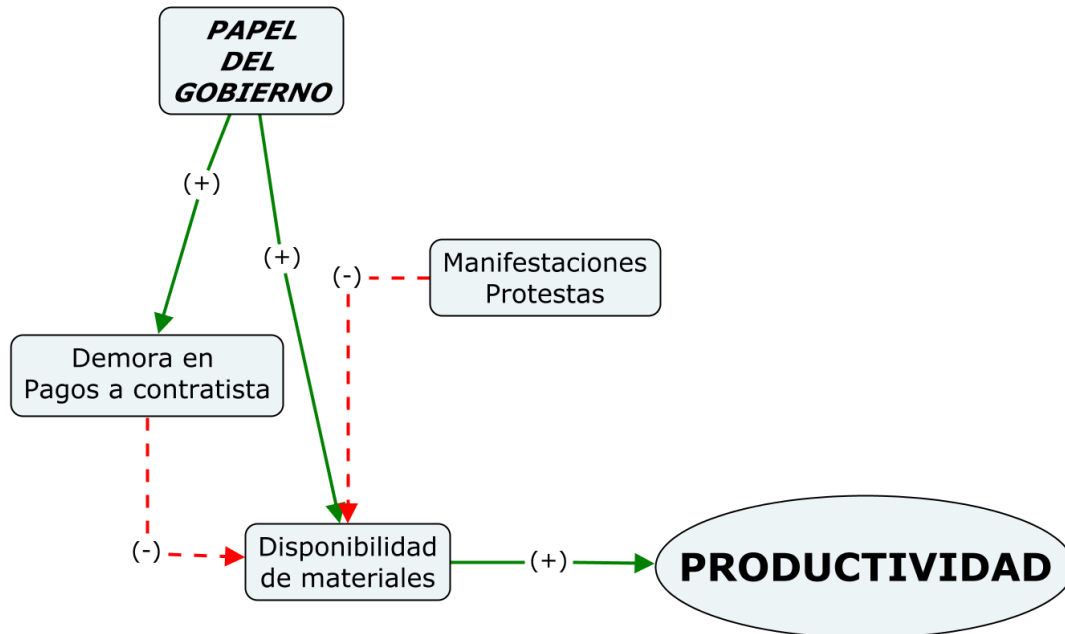 PAPEL
DEL
GOBIERNO
(+)
(+)
(-)
Manifestaciones
Protestas
Demora en
Pagos a contratista
(-)
Disponibilidad
de materiales
(+)
PRODUCTIVIDAD